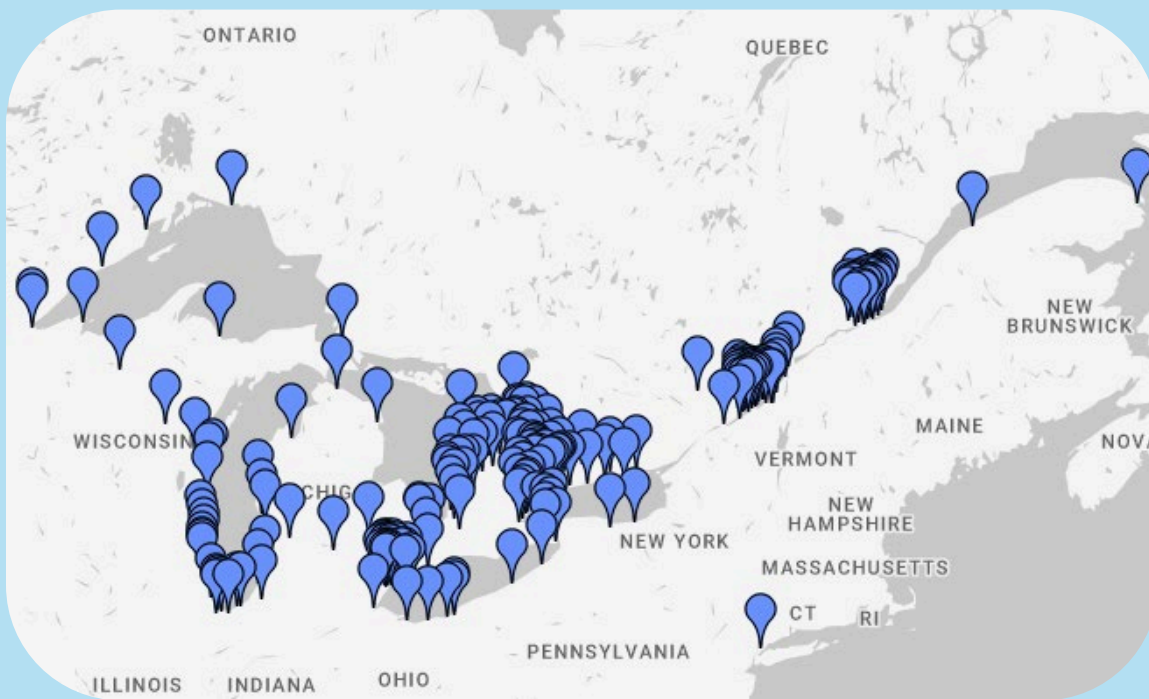 ONTARIO
QUEBEC
NEW
BRUNSWICK
WISCONSIN
MAINE
NOVA
VERMONT
CHIG
NEW
HAMPSHIRE
NEW YORK
MASSACHUSETTS
CT
RI
PENNSYLVANIA
ILLINOIS
INDIANA
OHIO